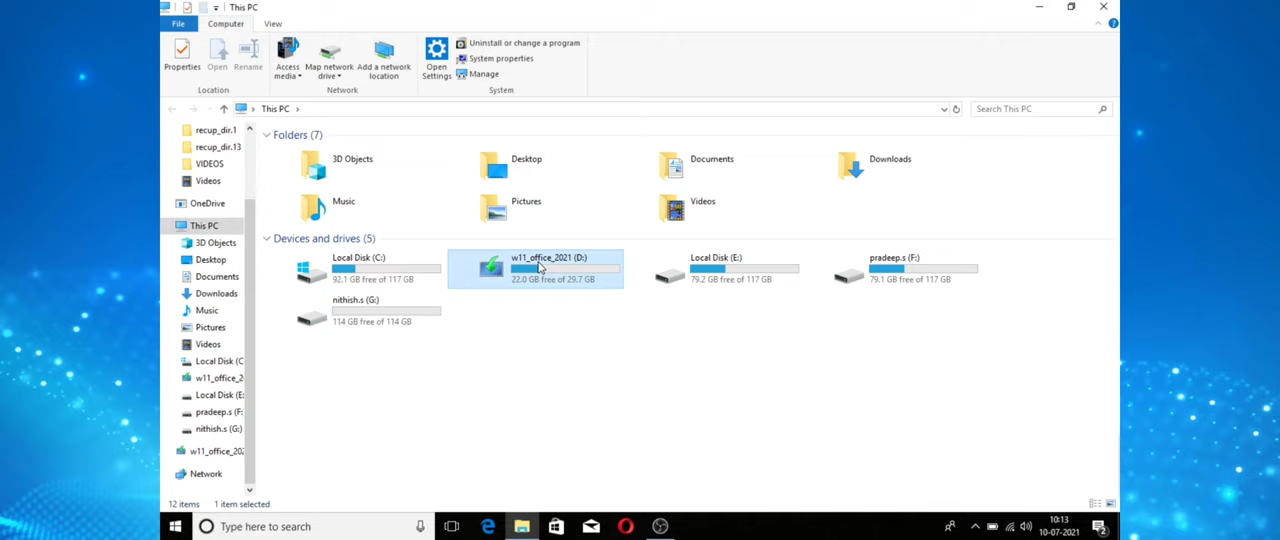 This PC
File Computer View
Properties Open Rename Access media Map network drive Add a network location Open Settings Uninstall or change a program
System properties
Manage
Location Network System
This PC Search This PC
recup_dir.1
recup_dir.13
VIDEOS
Videos
OneDrive
This PC
3D Objects
Desktop
Documents
Downloads
Music
Pictures
Videos
Local Disk (C
w11_office_2
Local Disk (E:
pradeep.s (F:
nithish.s (G:)
w11_office_202
Network
Folders (7)
3D Objects Desktop Documents Downloads
Music Pictures Videos
Devices and drives (5)
Local Disk (C:) w11_office_2021 (D:) Local Disk (E:) pradeep.s (F:)
92.1 GB free of 117 GB 22.0 GB free of 29.7 GB 79.2 GB free of 117 GB 79.1 GB free of 117 GB
nithish.s (G:)
114 GB free of 114 GB
12 items 1 item selected
Type here to search
10:13
10-07-2021
2